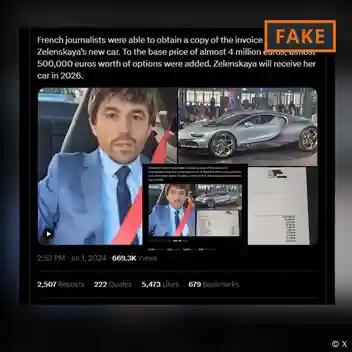 FAKE
French journalists were able to obtain a copy of the invoice
Zelenskaya's new car. To the base price of almost 4 million euros, almost
500,000 euros worth of options were added. Zelenskaya will receive her
car in 2026.
2:53 PM · Jul 1, 2024 · 669.3K Views
2,507 Reposts 222 Quotes 5,473 Likes 679 Bookmarks
© X